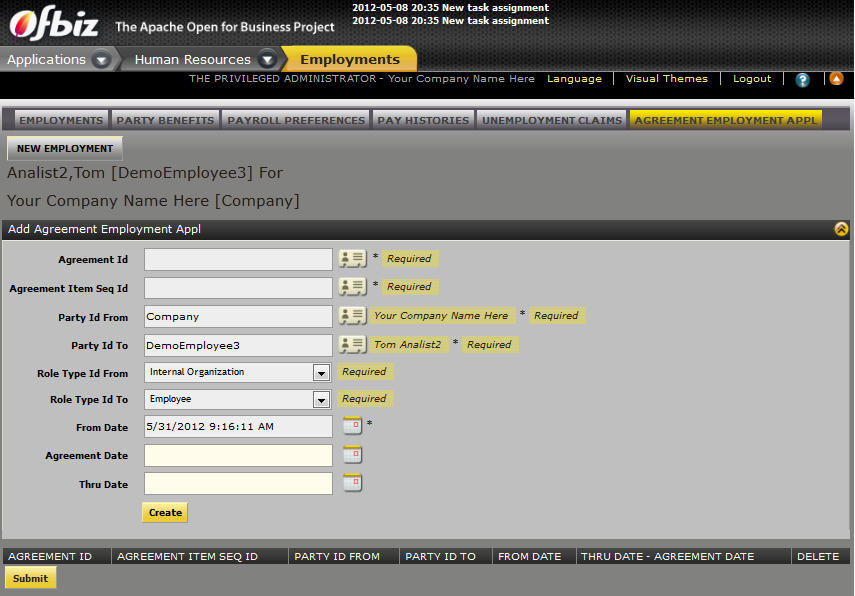 2012-05-08 20:35 New task assignment
2012-05-08 20:35 New task assignment
Ofbiz The Apache Open for Business Project
Applications Human Resources Employments
THE PRIVILEGED ADMINISTRATOR - Your Company Name Here Language Visual Themes Logout ?
EMPLOYMENTS PARTY BENEFITS PAYROLL PREFERENCES PAY HISTORIES UNEMPLOYMENT CLAIMS AGREEMENT EMPLOYMENT APPL
NEW EMPLOYMENT
Analist2,Tom [DemoEmployee3] For
Your Company Name Here [Company]
Add Agreement Employment Appl
Agreement Id * Required
Agreement Item Seq Id * Required
Party Id From Company Your Company Name Here * Required
Party Id To DemoEmployee3 Tom Analist2 * Required
Role Type Id From Internal Organization Required
Role Type Id To Employee Required
From Date 5/31/2012 9:16:11 AM *
Agreement Date
Thru Date
Create
AGREEMENT ID AGREEMENT ITEM SEQ ID PARTY ID FROM PARTY ID TO FROM DATE THRU DATE - AGREEMENT DATE DELETE
Submit